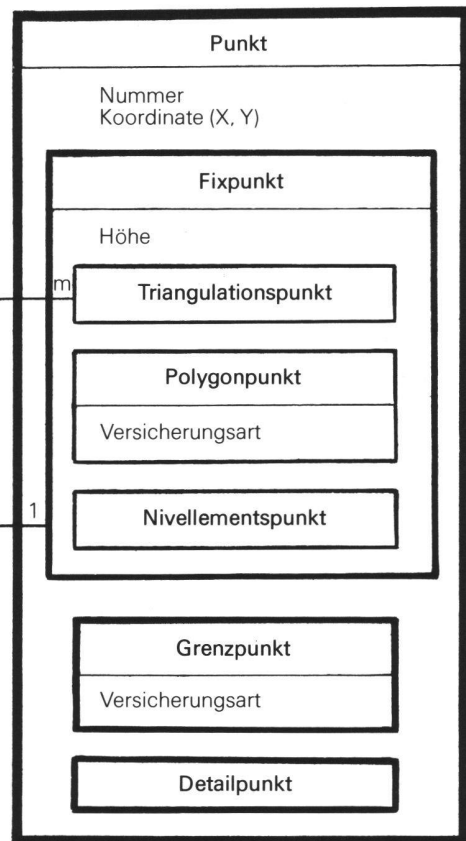 Punkt
Nummer
Koordinate (X, Y)
Fixpunkt
Höhe
m
Triangulationspunkt
Polygonpunkt
Versicherungsart
1
Nivellementspunkt
Grenzpunkt
Versicherungsart
Detailpunkt